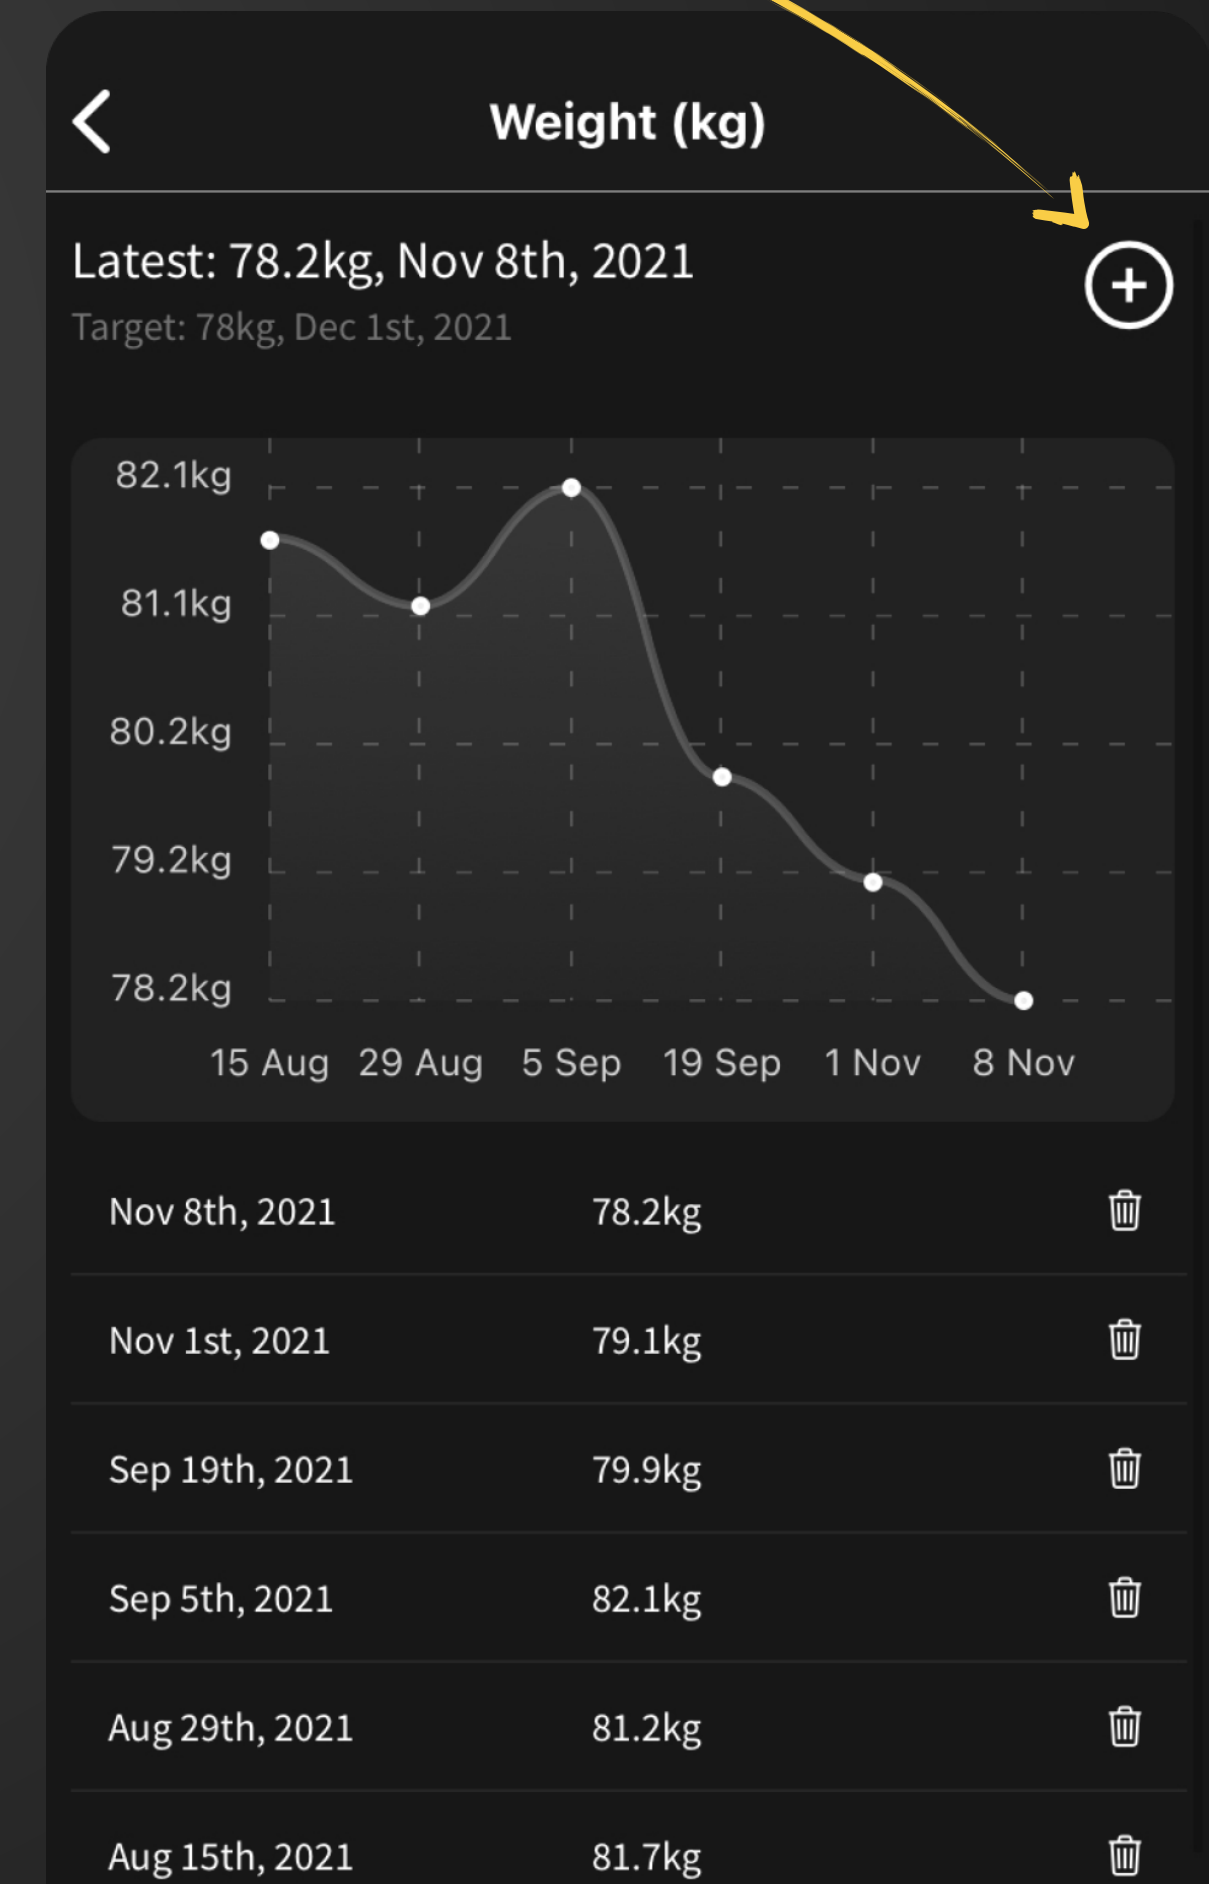 Weight (kg)
Latest: 78.2kg, Nov 8th, 2021
Target: 78kg, Dec 1st, 2021
82.1kg
81.1kg
80.2kg
79.2kg
78.2kg
15 Aug 29 Aug 5 Sep 19 Sep 1 Nov 8 Nov
Nov 8th, 2021 78.2kg
Nov 1st, 2021 79.1kg
Sep 19th, 2021 79.9kg
Sep 5th, 2021 82.1kg
Aug 29th, 2021 81.2kg
Aug 15th, 2021 81.7kg